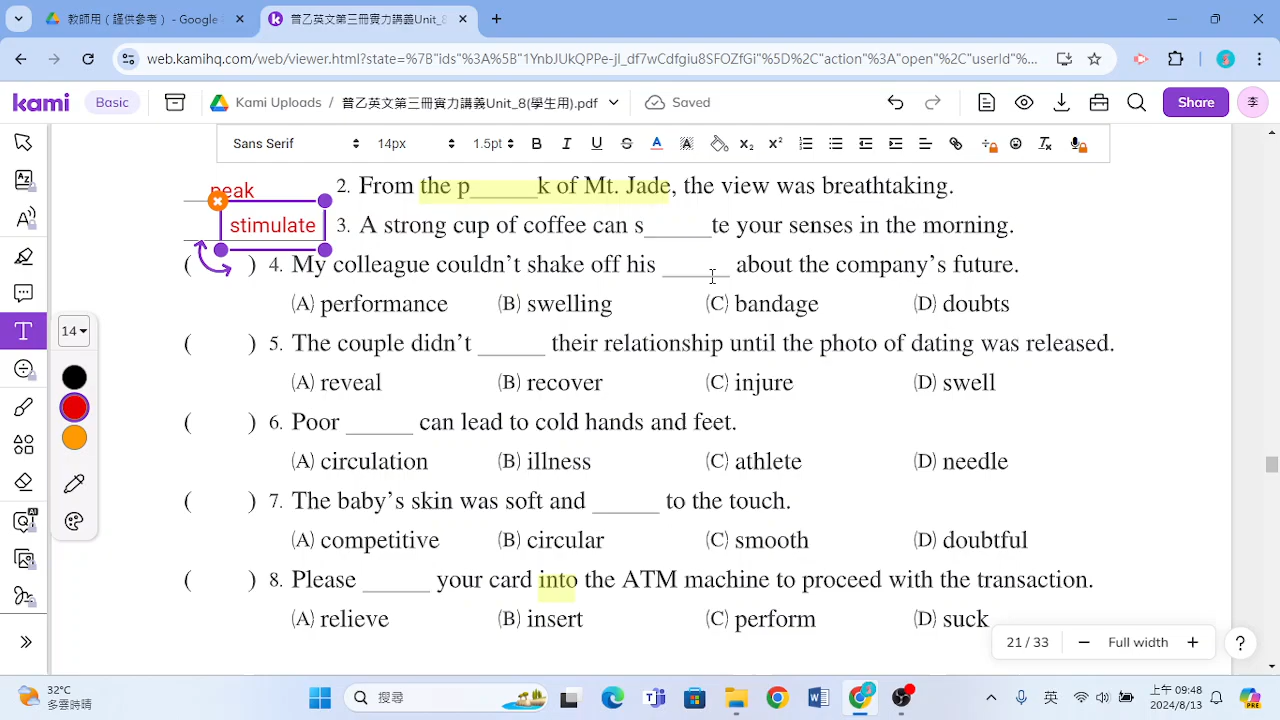 教師用（僅供參考） - Google
普乙英文第三冊實力講義Unit_8
web.kamihq.com/web/viewer.html?state=%7B"ids"%3A%5B"1YnbJUkQPPe-jl_df7wCdfgiu8SFOZfGi"%5D%2C"action"%3A"open"%2C"userId"%...
kami Basic Kami Uploads / 普乙英文第三冊實力講義Unit_8(學生用).pdf Saved Share 李
Sans Serif 14px 1.5pt
peak 2. From the p______k of Mt. Jade, the view was breathtaking.
stimulate 3. A strong cup of coffee can s______te your senses in the morning.
( ) 4. My colleague couldn't shake off his ______ about the company's future.
(A) performance (B) swelling (C) bandage (D) doubts
( ) 5. The couple didn't ______ their relationship until the photo of dating was released.
(A) reveal (B) recover (C) injure (D) swell
( ) 6. Poor ______ can lead to cold hands and feet.
(A) circulation (B) illness (C) athlete (D) needle
( ) 7. The baby's skin was soft and ______ to the touch.
(A) competitive (B) circular (C) smooth (D) doubtful
( ) 8. Please ______ your card into the ATM machine to proceed with the transaction.
(A) relieve (B) insert (C) perform (D) suck
14
21 / 33 Full width
32°C
多雲時晴
搜尋
英
上午 09:48
2024/8/13